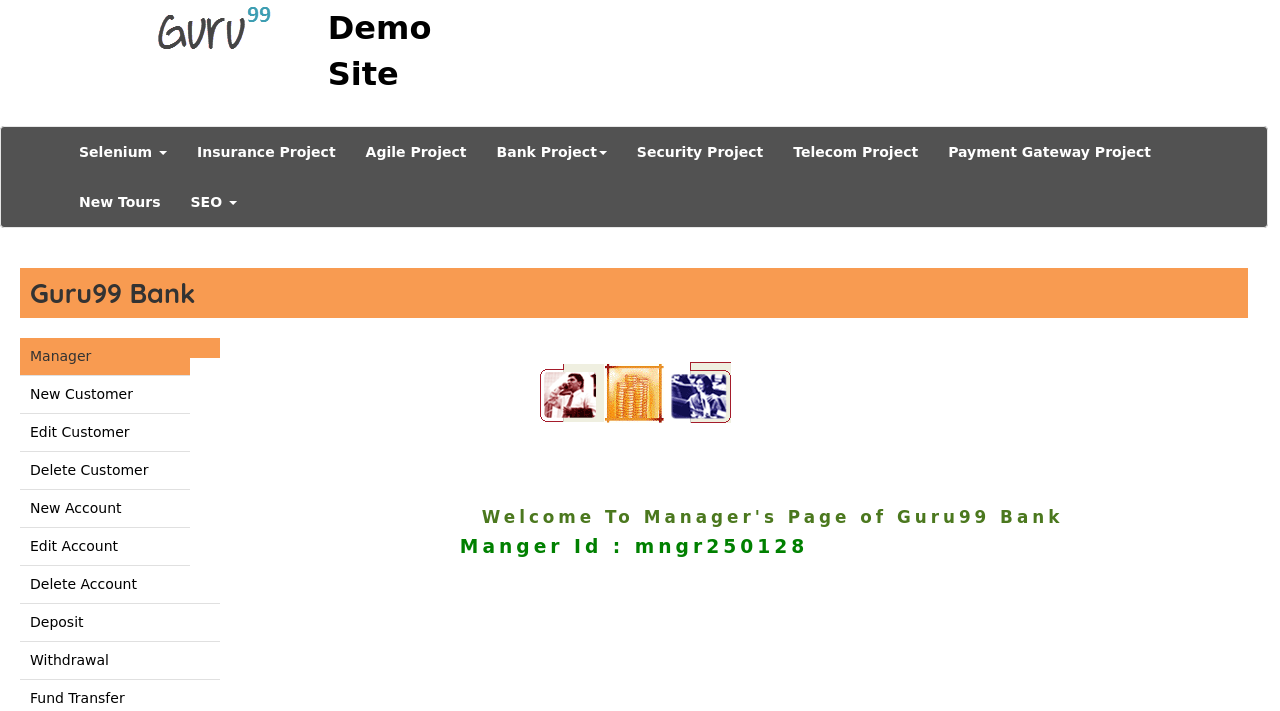 Guru99
Demo
Site
Selenium
Insurance Project
Agile Project
Bank Project
Security Project
Telecom Project
Payment Gateway Project
New Tours
SEO
Guru99 Bank
Manager
New Customer
Edit Customer
Delete Customer
New Account
Edit Account
Delete Account
Deposit
Withdrawal
Fund Transfer
Welcome To Manager's Page of Guru99 Bank
Manger Id : mngr250128